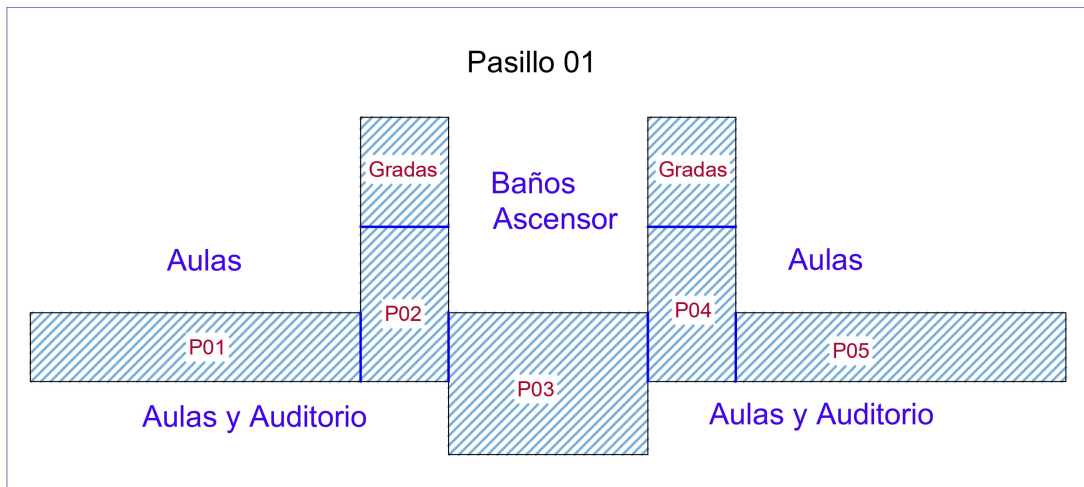 Pasillo 01
Gradas
Gradas
Baños
Ascensor
Aulas
Aulas
P02
P04
P01
P05
P03
Aulas y Auditorio
Aulas y Auditorio